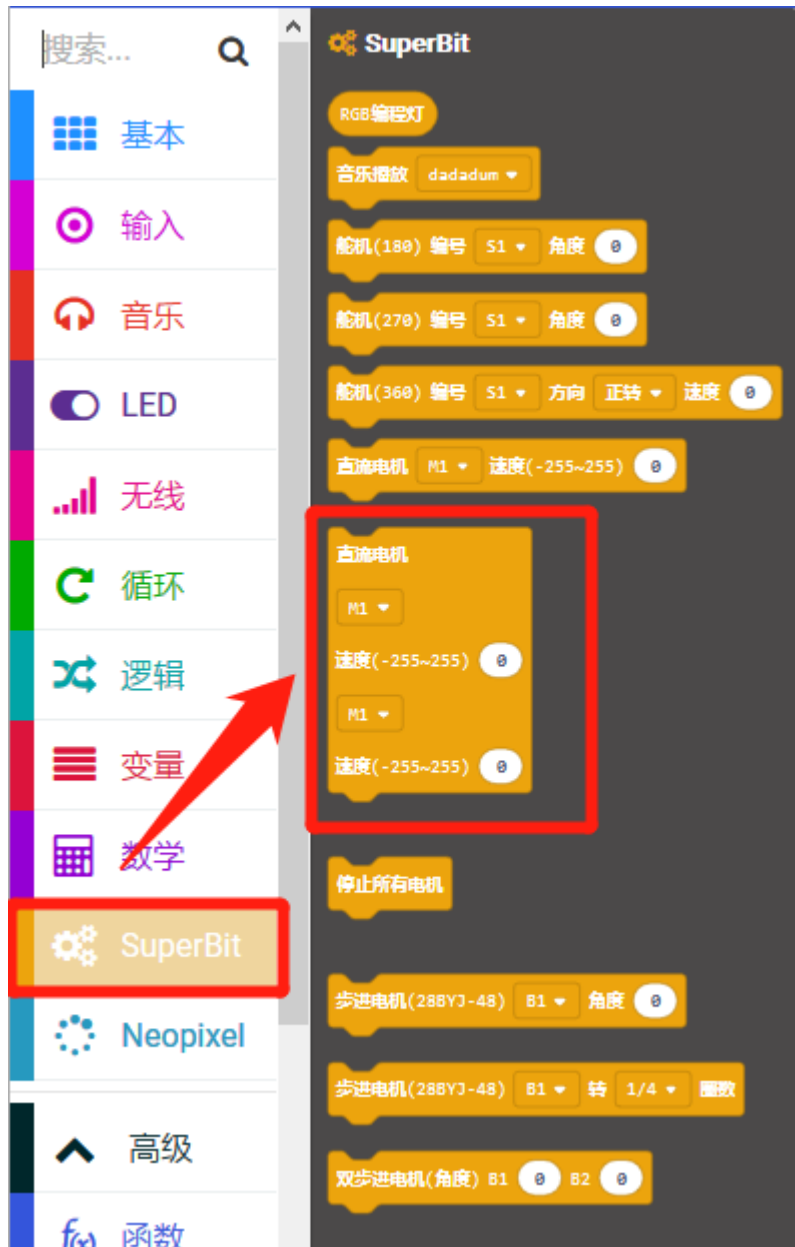 搜索...
基本
输入
音乐
LED
无线
循环
逻辑
变量
数学
SuperBit
Neopixel
高级
f(x) 函数
SuperBit
RGB编程灯
音乐播放 dadadum
舵机(180) 编号 S1 角度 0
舵机(270) 编号 S1 角度 0
舵机(360) 编号 S1 方向 正转 速度 0
直流电机 M1 速度(-255~255) 0
直流电机
M1
速度(-255~255) 0
M1
速度(-255~255) 0
停止所有电机
步进电机(28BYJ-48) B1 角度 0
步进电机(28BYJ-48) B1 转 1/4 圈数
双步进电机(角度) B1 0 B2 0